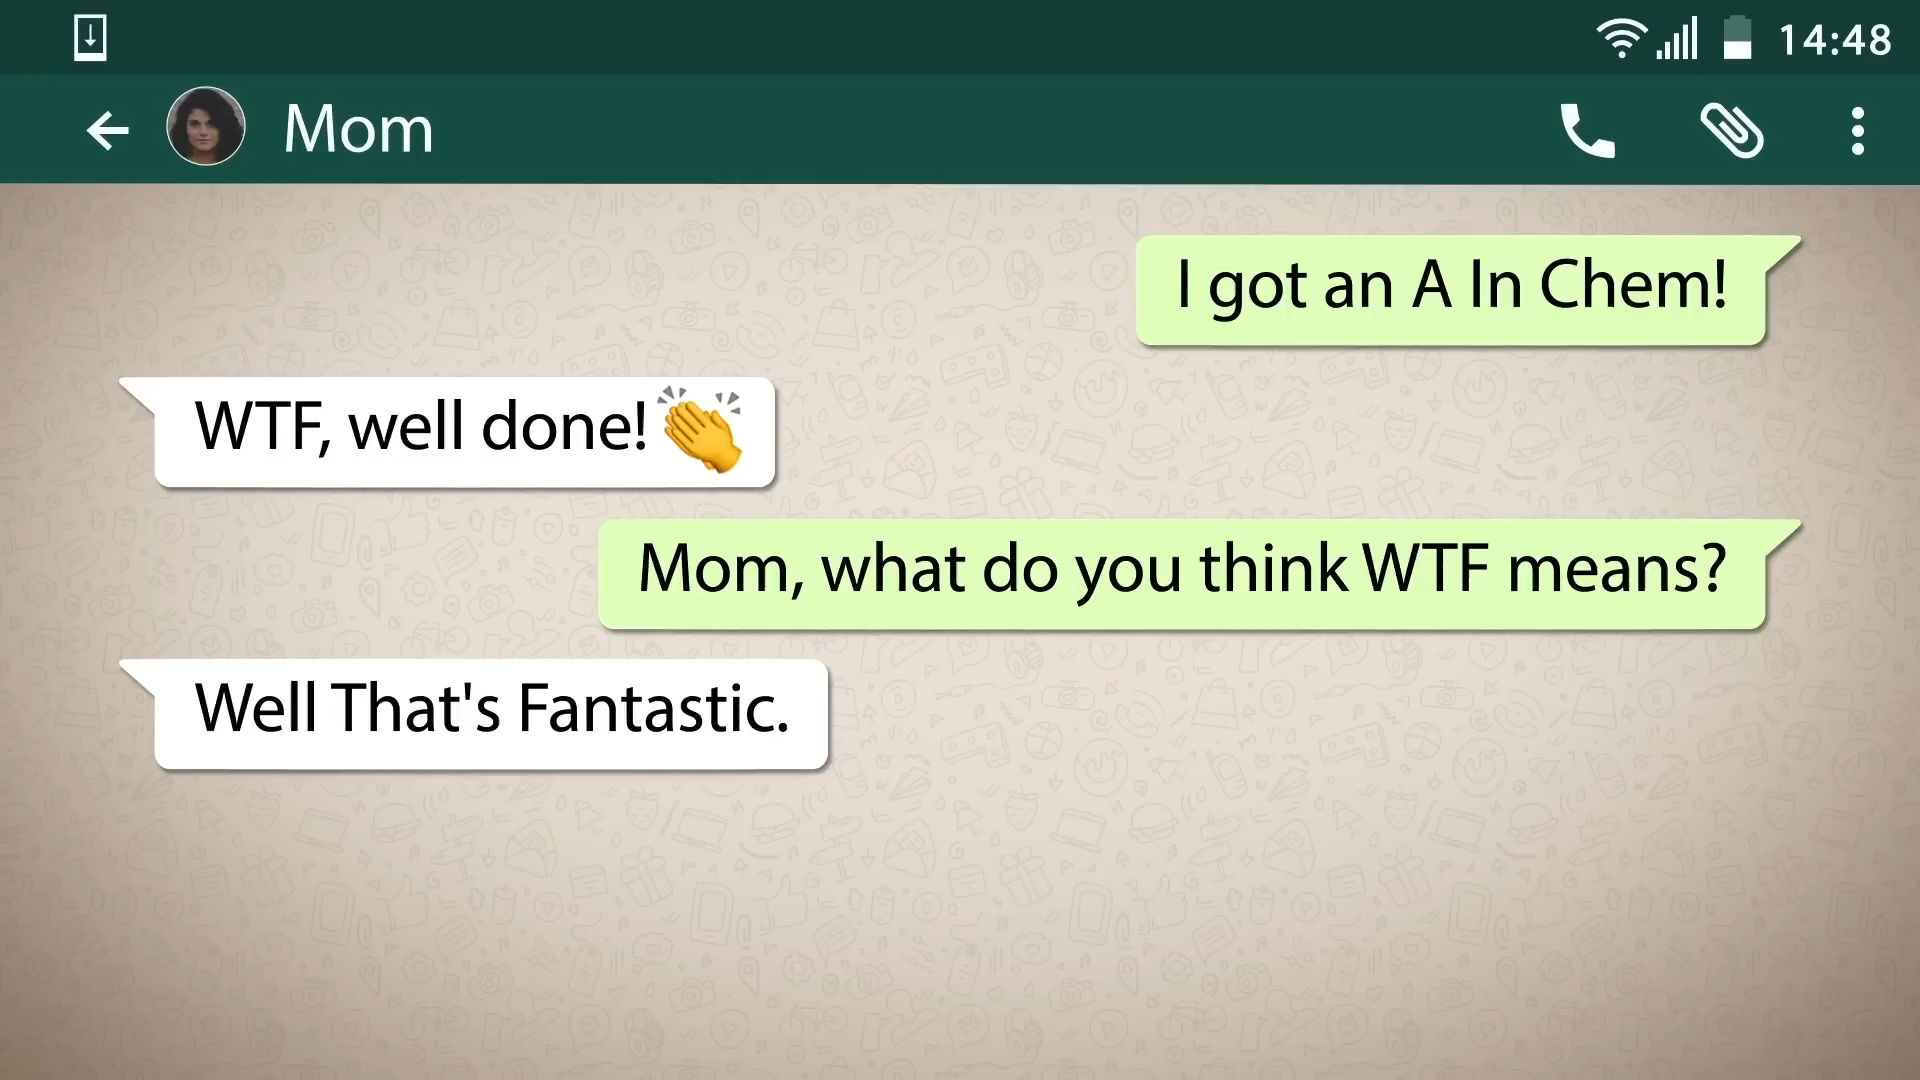 14:48
Mom
I got an A In Chem!
WTF, well done!👏
Mom, what do you think WTF means?
Well That's Fantastic.